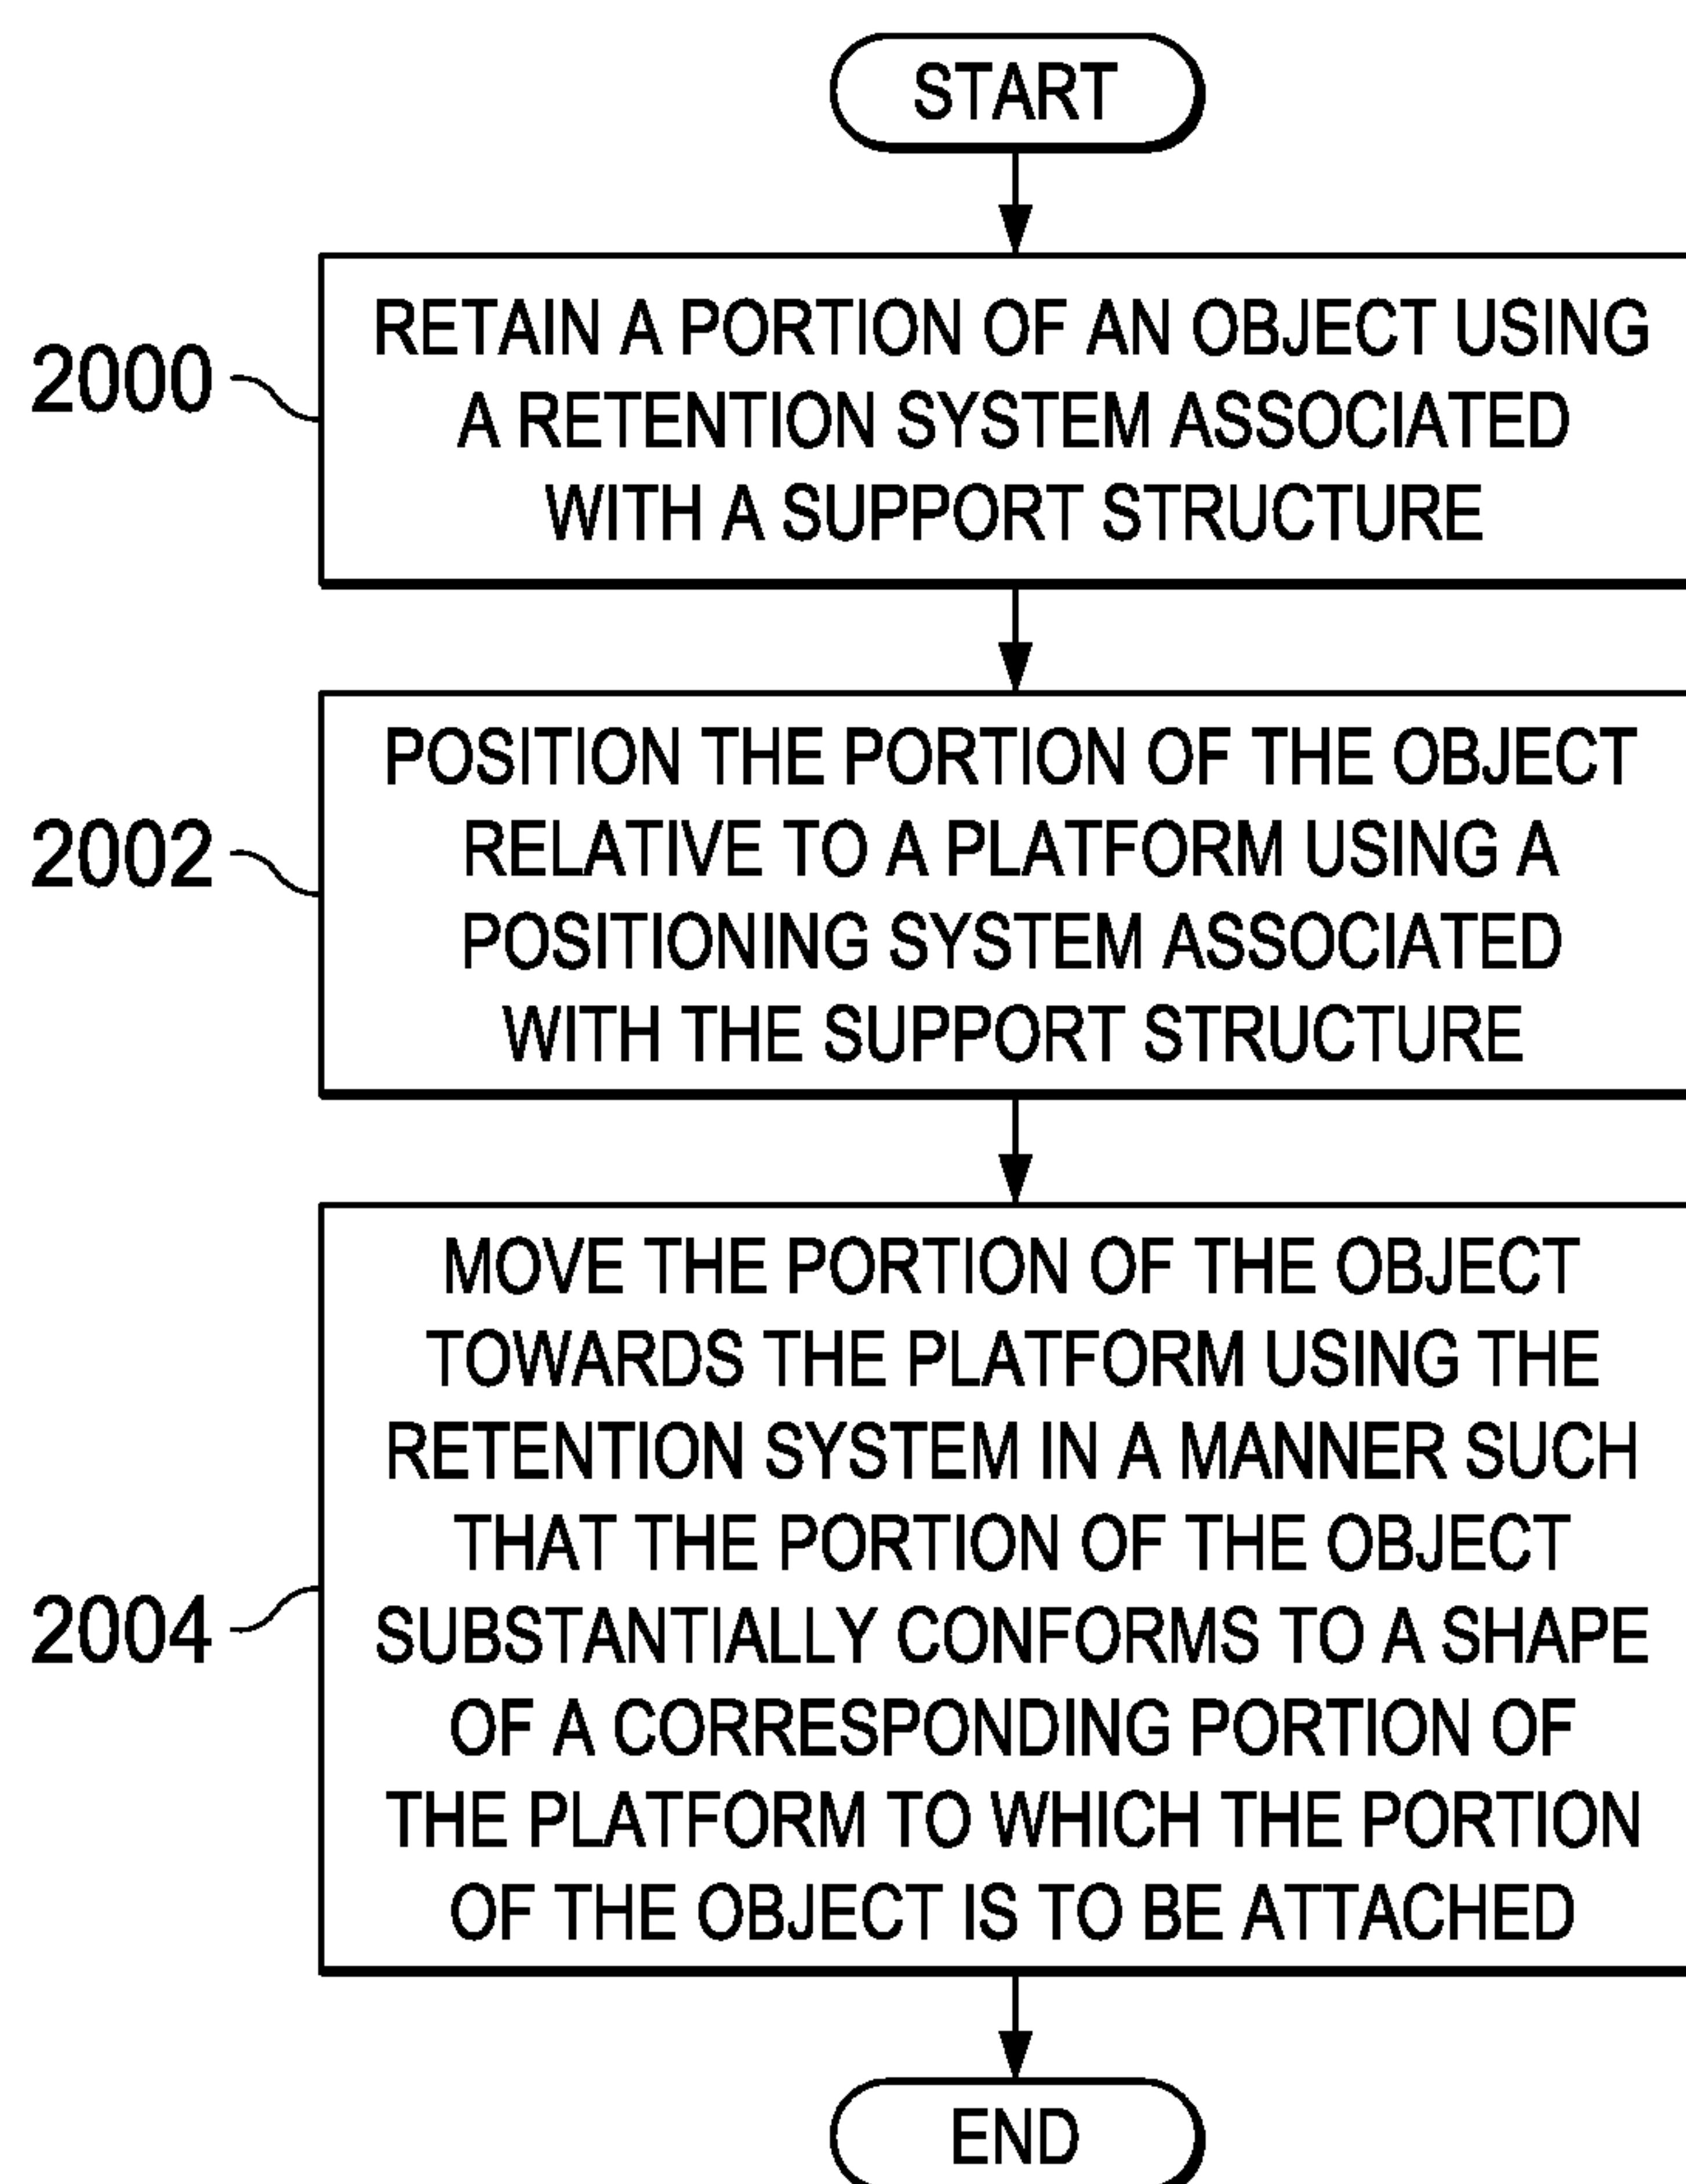 START
2000
RETAIN A PORTION OF AN OBJECT USING
A RETENTION SYSTEM ASSOCIATED
WITH A SUPPORT STRUCTURE
2002
POSITION THE PORTION OF THE OBJECT
RELATIVE TO A PLATFORM USING A
POSITIONING SYSTEM ASSOCIATED
WITH THE SUPPORT STRUCTURE
2004
MOVE THE PORTION OF THE OBJECT
TOWARDS THE PLATFORM USING THE
RETENTION SYSTEM IN A MANNER SUCH
THAT THE PORTION OF THE OBJECT
SUBSTANTIALLY CONFORMS TO A SHAPE
OF A CORRESPONDING PORTION OF
THE PLATFORM TO WHICH THE PORTION
OF THE OBJECT IS TO BE ATTACHED
END